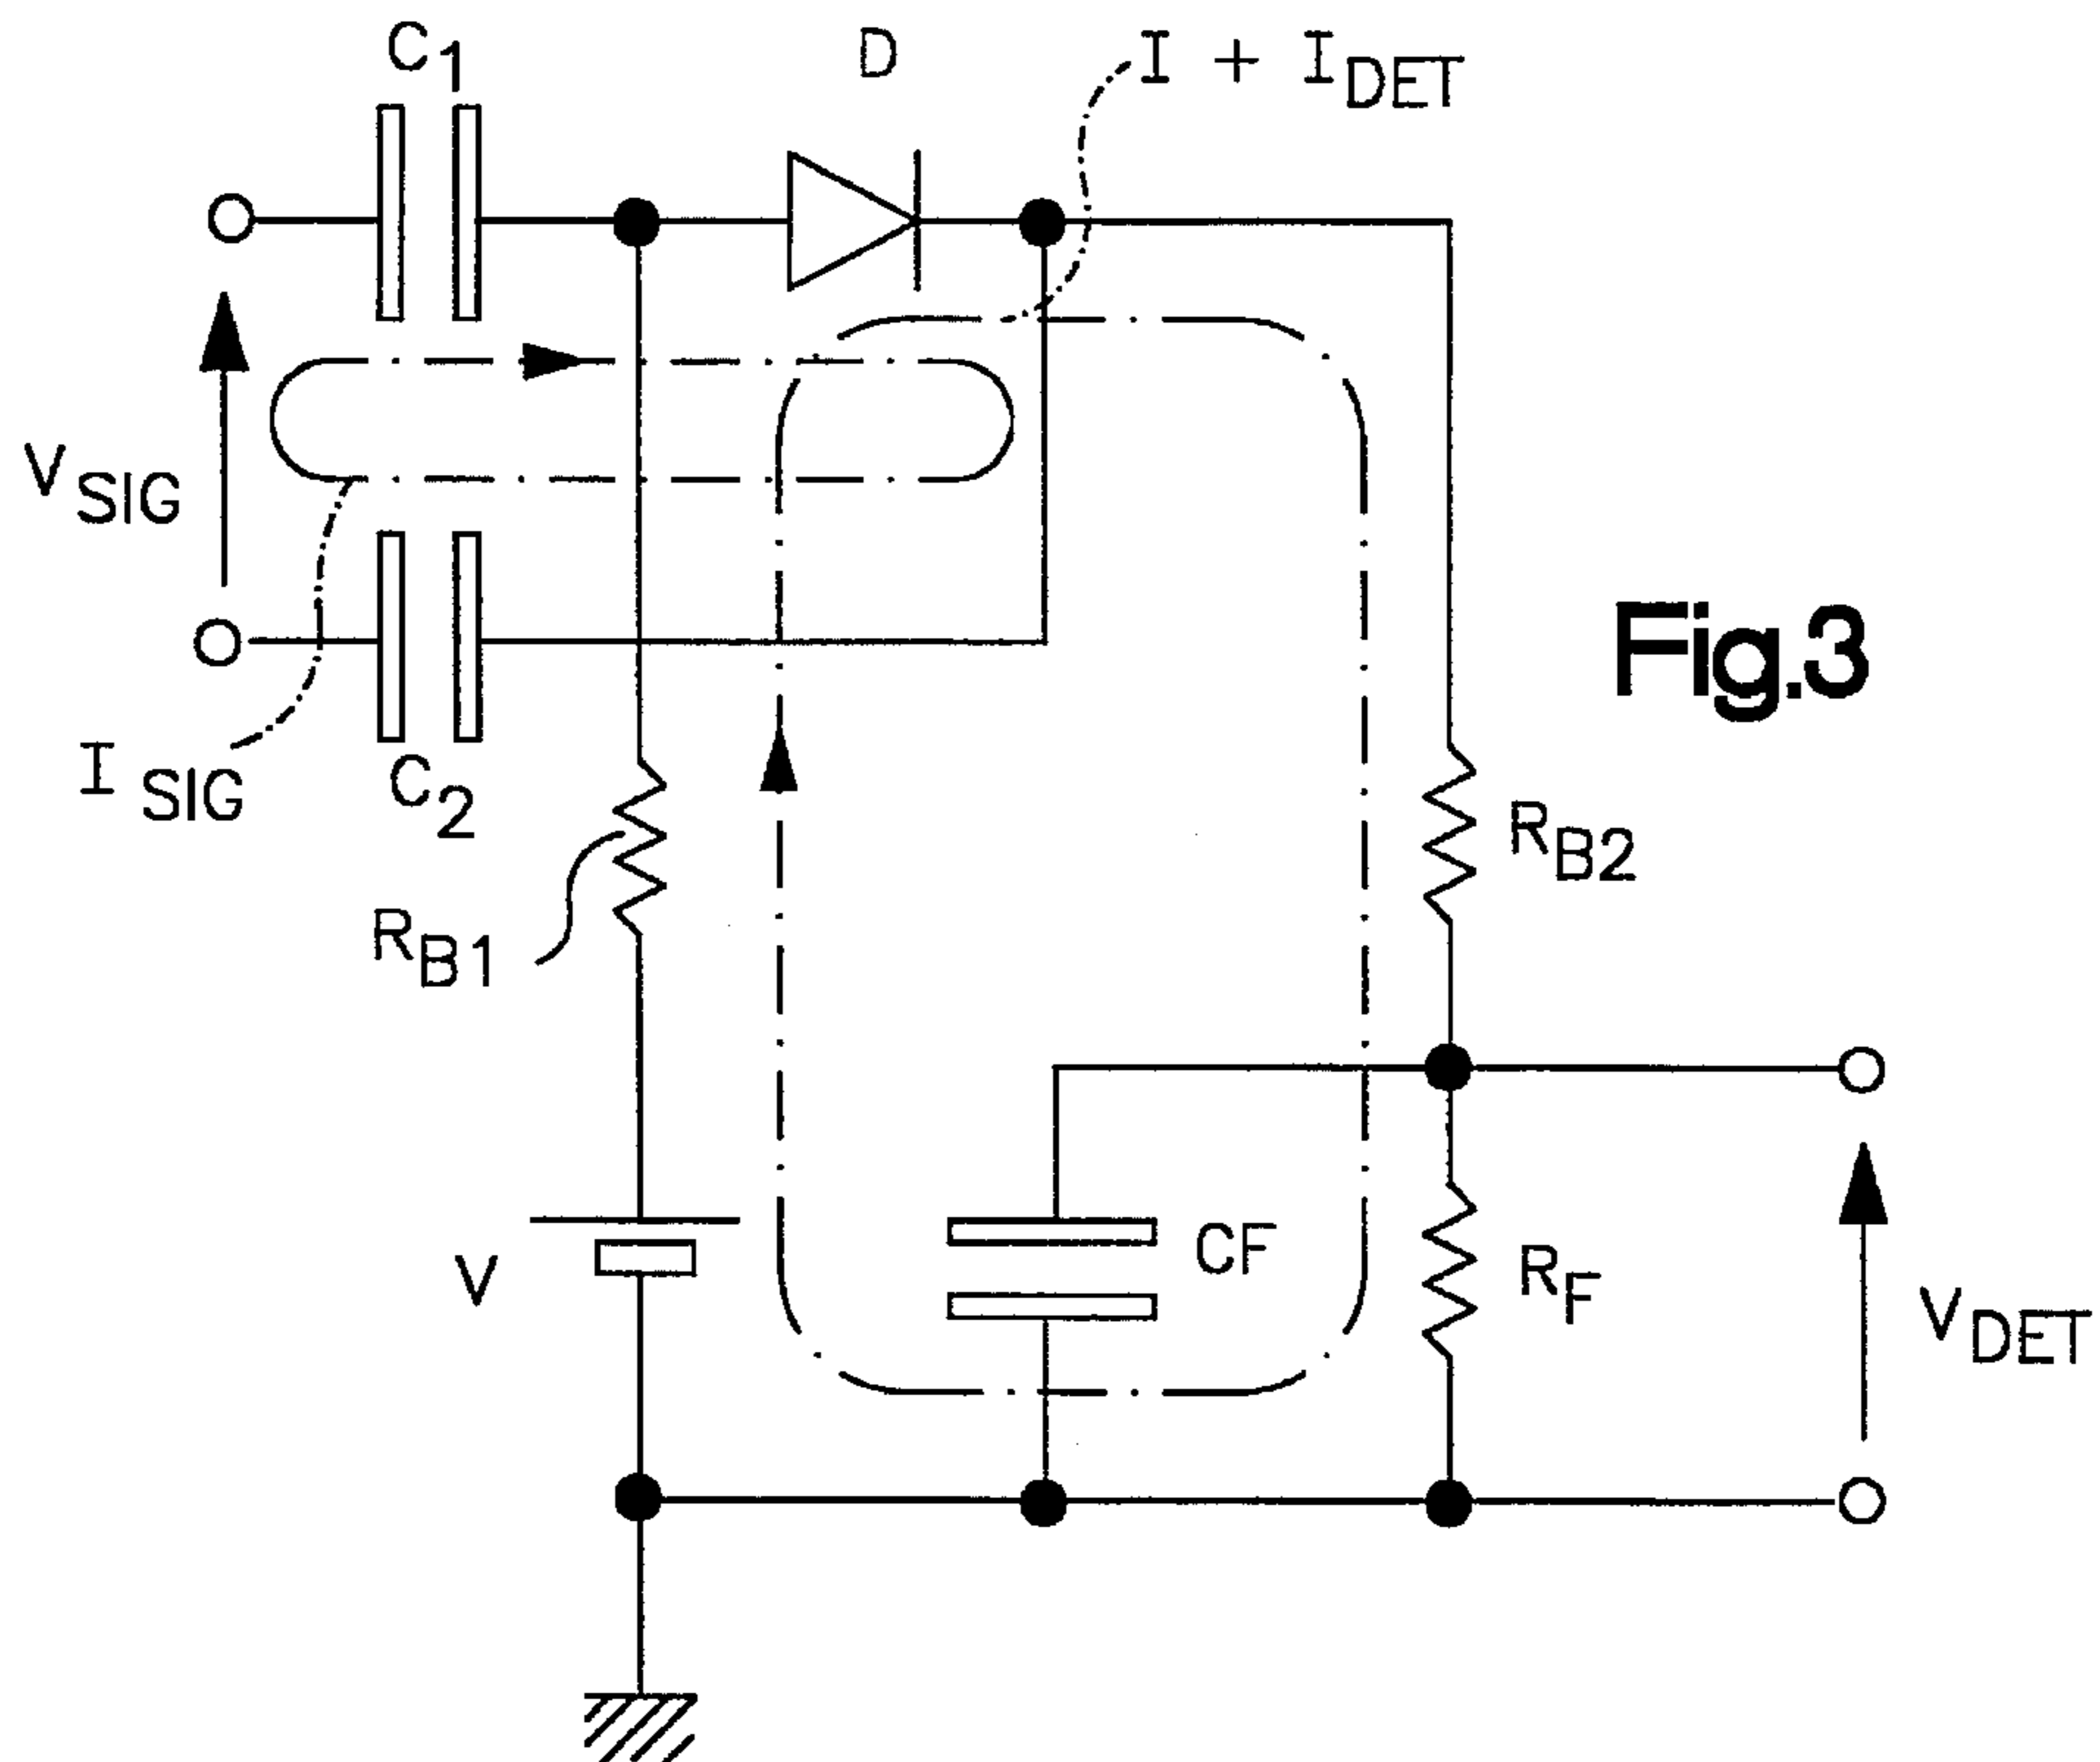 C1
D
I + IDET
VSIG
Fig.3
ISIG
C2
RB2
RB1
CF
V
RF
VDET